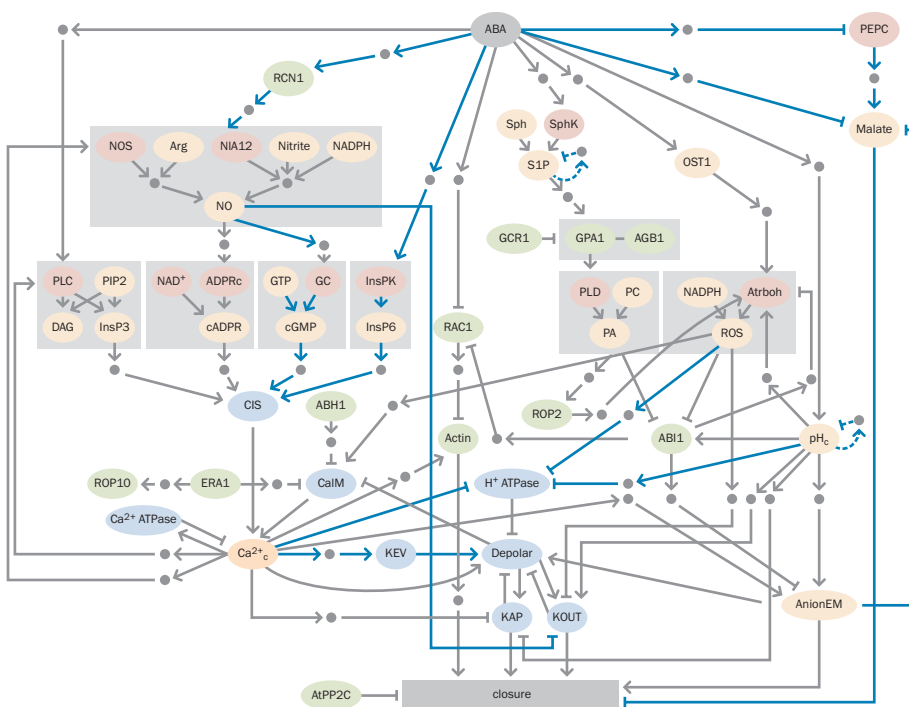 ABA
PEPC
RCN1
NOS
Arg
NIA12
Nitrite
NADPH
Sph
SphK
Malate
S1P
OST1
NO
GCR1
GPA1
AGB1
PLC
PIP2
NAD⁺
ADPRc
GTP
GC
InsPK
PLD
PC
NADPH
Atrboh
DAG
InsP3
cADPR
cGMP
InsP6
RAC1
PA
ROS
CIS
ABH1
ROP2
Actin
ABI1
pHc
ROP10
ERA1
CaIM
H⁺ ATPase
Ca²⁺ ATPase
Ca²⁺c
KEV
Depolar
KAP
KOUT
AnionEM
AtPP2C
closure